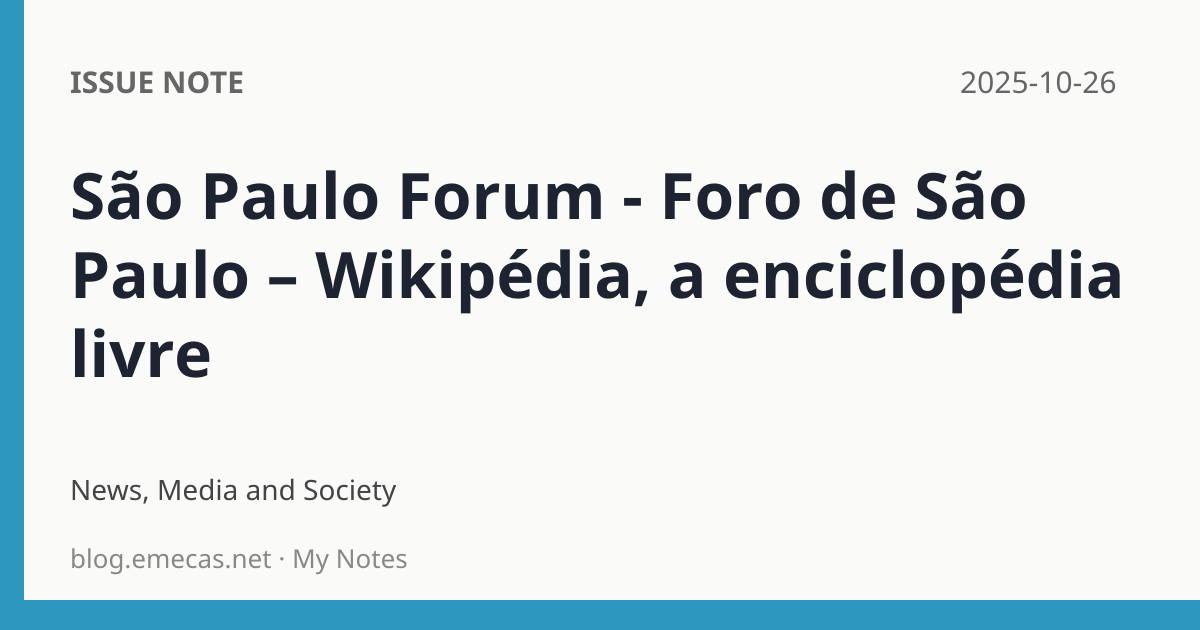 ISSUE NOTE
2025-10-26
São Paulo Forum - Foro de São
Paulo – Wikipédia, a enciclopédia
livre
News, Media and Society
blog.emecas.net · My Notes